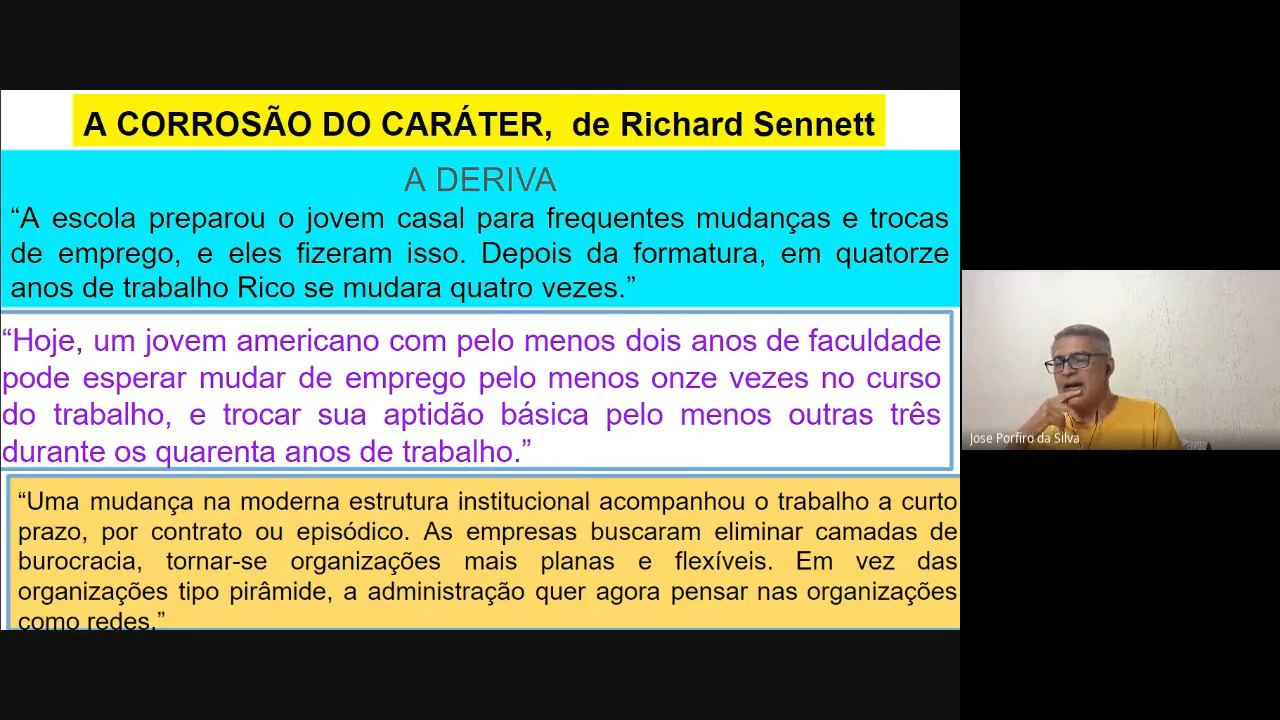 A CORROSÃO DO CARÁTER, de Richard Sennett
A DERIVA
“A escola preparou o jovem casal para frequentes mudanças e trocas
de emprego, e eles fizeram isso. Depois da formatura, em quatorze
anos de trabalho Rico se mudara quatro vezes.”
“Hoje, um jovem americano com pelo menos dois anos de faculdade
pode esperar mudar de emprego pelo menos onze vezes no curso
do trabalho, e trocar sua aptidão básica pelo menos outras três
durante os quarenta anos de trabalho.”
“Uma mudança na moderna estrutura institucional acompanhou o trabalho a curto
prazo, por contrato ou episódico. As empresas buscaram eliminar camadas de
burocracia, tornar-se organizações mais planas e flexíveis. Em vez das
organizações tipo pirâmide, a administração quer agora pensar nas organizações
como redes.”
Jose Porfiro da Silva